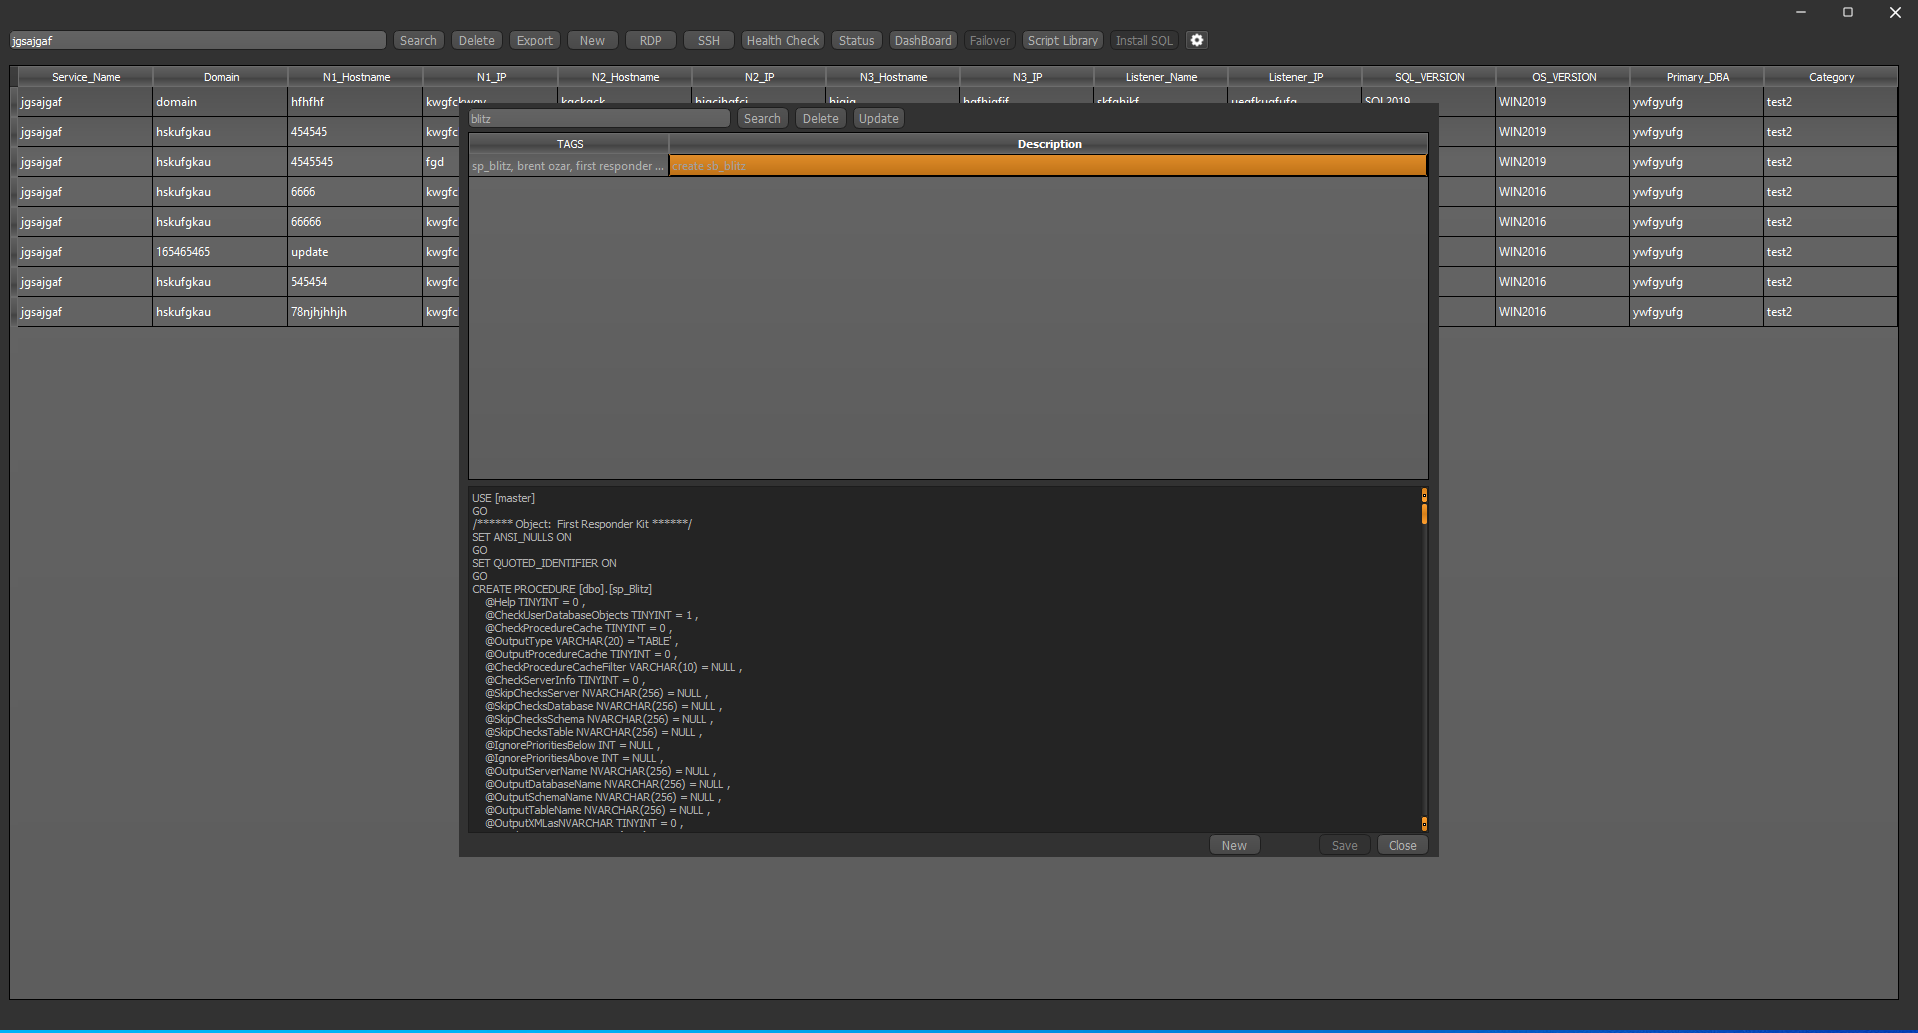 jgsajgaf Search Delete Export New RDP SSH Health Check Status DashBoard Failover Script Library Install SQL
Service_Name Domain N1_Hostname N1_IP N2_Hostname N2_IP N3_Hostname N3_IP Listener_Name Listener_IP SQL_VERSION OS_VERSION Primary_DBA Category
jgsajgaf domain hfhfhf WIN2019 ywfgyufg test2
jgsajgaf hskufgkau 454545 kwgfc WIN2019 ywfgyufg test2
jgsajgaf hskufgkau 4545545 fgd WIN2019 ywfgyufg test2
jgsajgaf hskufgkau 6666 kwgfc WIN2016 ywfgyufg test2
jgsajgaf hskufgkau 66666 kwgfc WIN2016 ywfgyufg test2
jgsajgaf 165465465 update kwgfc WIN2016 ywfgyufg test2
jgsajgaf hskufgkau 545454 kwgfc WIN2016 ywfgyufg test2
jgsajgaf hskufgkau 78njhjhhjh kwgfc WIN2016 ywfgyufg test2
blitz Search Delete Update
TAGS Description
sp_blitz, brent ozar, first responder ... create sb_blitz
USE [master]
GO
/****** Object:  First Responder Kit ******/
SET ANSI_NULLS ON
GO
SET QUOTED_IDENTIFIER ON
GO
CREATE PROCEDURE [dbo].[sp_Blitz]
@Help TINYINT = 0 ,
@CheckUserDatabaseObjects TINYINT = 1 ,
@CheckProcedureCache TINYINT = 0 ,
@OutputType VARCHAR(20) = 'TABLE' ,
@OutputProcedureCache TINYINT = 0 ,
@CheckProcedureCacheFilter VARCHAR(10) = NULL ,
@CheckServerInfo TINYINT = 0 ,
@SkipChecksServer NVARCHAR(256) = NULL ,
@SkipChecksDatabase NVARCHAR(256) = NULL ,
@SkipChecksSchema NVARCHAR(256) = NULL ,
@SkipChecksTable NVARCHAR(256) = NULL ,
@IgnorePrioritiesBelow INT = NULL ,
@IgnorePrioritiesAbove INT = NULL ,
@OutputServerName NVARCHAR(256) = NULL ,
@OutputDatabaseName NVARCHAR(256) = NULL ,
@OutputSchemaName NVARCHAR(256) = NULL ,
@OutputTableName NVARCHAR(256) = NULL ,
@OutputXMLasNVARCHAR TINYINT = 0 ,
New Save Close